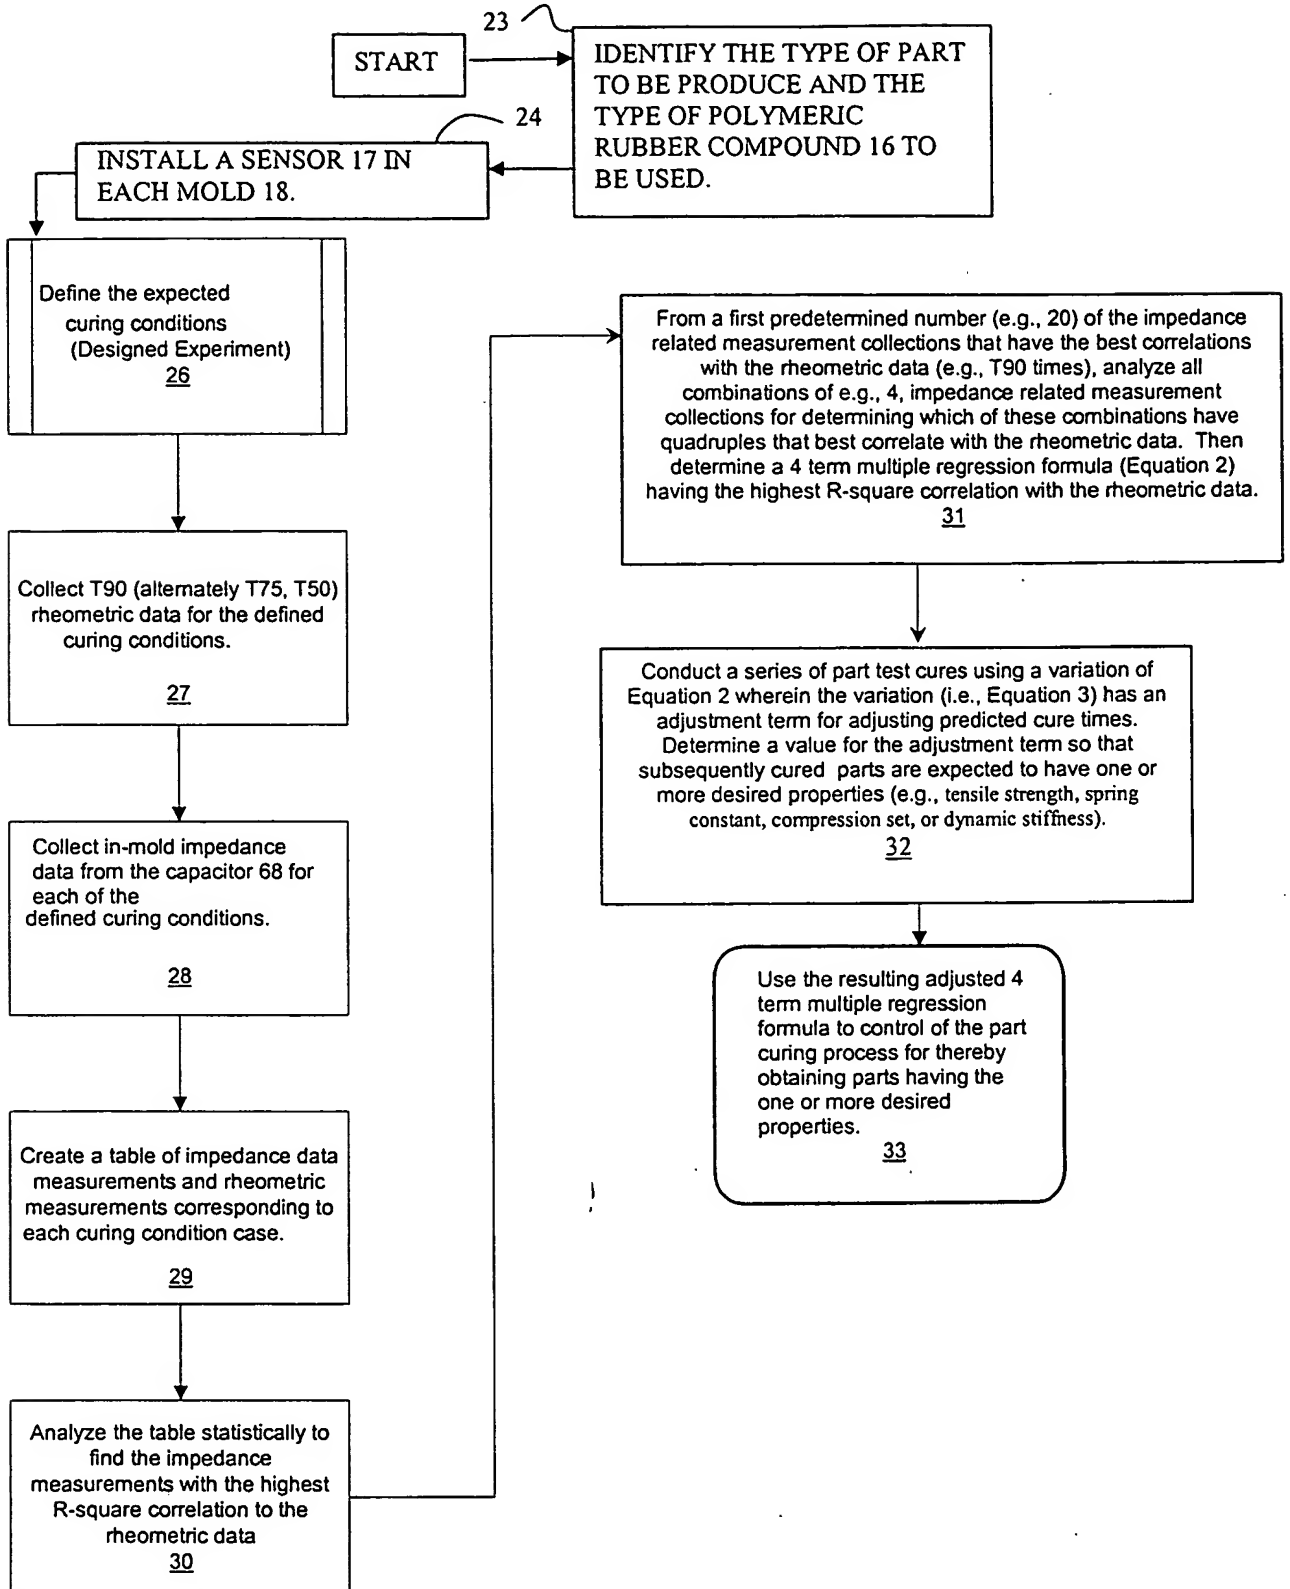 23
START
IDENTIFY THE TYPE OF PART
TO BE PRODUCE AND THE
TYPE OF POLYMERIC
RUBBER COMPOUND 16 TO
BE USED.
24
INSTALL A SENSOR 17 IN
EACH MOLD 18.
Define the expected
curing conditions
(Designed Experiment)
26
Collect T90 (alternately T75, T50)
rheometric data for the defined
curing conditions.
27
Collect in-mold impedance
data from the capacitor 68 for
each of the
defined curing conditions.
28
Create a table of impedance data
measurements and rheometric
measurements corresponding to
each curing condition case.
29
Analyze the table statistically to
find the impedance
measurements with the highest
R-square correlation to the
rheometric data
30
From a first predetermined number (e.g., 20) of the impedance
related measurement collections that have the best correlations
with the rheometric data (e.g., T90 times), analyze all
combinations of e.g., 4, impedance related measurement
collections for determining which of these combinations have
quadruples that best correlate with the rheometric data. Then
determine a 4 term multiple regression formula (Equation 2)
having the highest R-square correlation with the rheometric data.
31
Conduct a series of part test cures using a variation of
Equation 2 wherein the variation (i.e., Equation 3) has an
adjustment term for adjusting predicted cure times.
Determine a value for the adjustment term so that
subsequently cured parts are expected to have one or
more desired properties (e.g., tensile strength, spring
constant, compression set, or dynamic stiffness).
32
Use the resulting adjusted 4
term multiple regression
formula to control of the part
curing process for thereby
obtaining parts having the
one or more desired
properties.
33